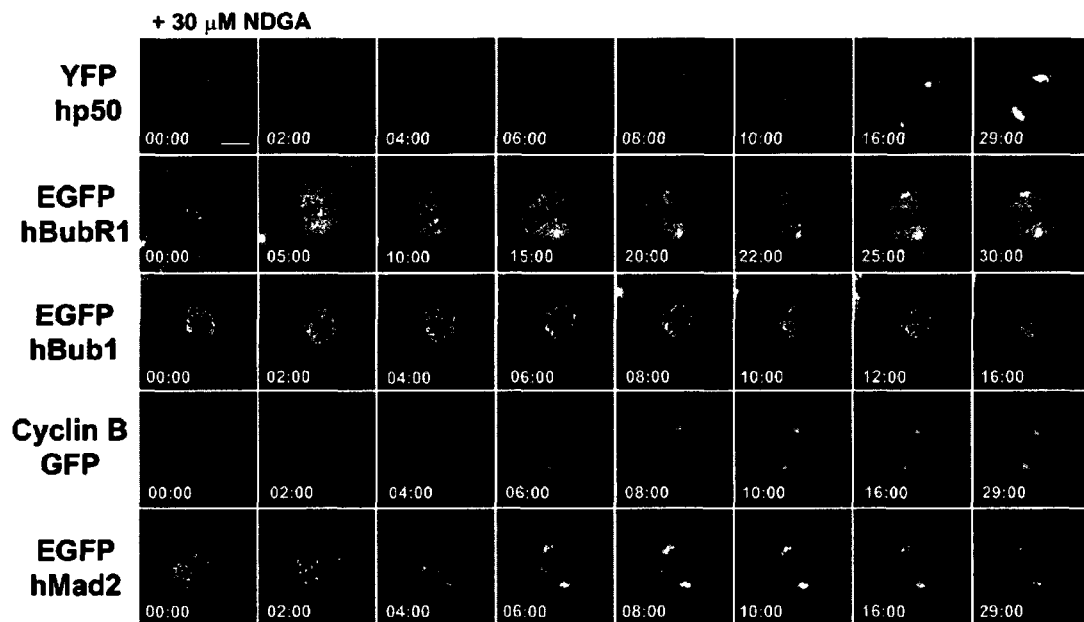 + 30 μM NDGA
YFP
hp50
00:00 02:00 04:00 06:00 08:00 10:00 16:00 29:00
EGFP
hBubR1
00:00 05:00 10:00 15:00 20:00 22:00 25:00 30:00
EGFP
hBub1
00:00 02:00 04:00 06:00 08:00 10:00 12:00 16:00
Cyclin B
GFP
00:00 02:00 04:00 06:00 08:00 10:00 16:00 29:00
EGFP
hMad2
00:00 02:00 04:00 06:00 08:00 10:00 16:00 29:00